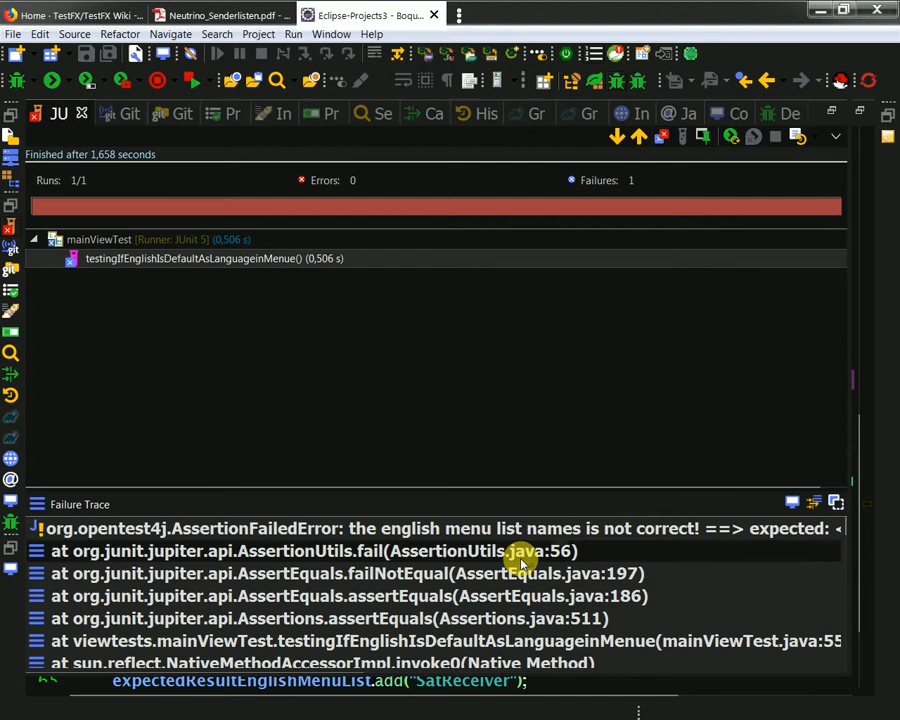 Home · TestFX/TestFX Wiki · ...
Neutrino_Senderlisten.pdf - ...
Eclipse-Projects3 - Boqu...
File Edit Source Refactor Navigate Search Project Run Window Help
JU Git Git Pr In Pr Se Ca His Gr Gr In Ja Co De
Finished after 1,658 seconds
Runs: 1/1 Errors: 0 Failures: 1
mainViewTest [Runner: JUnit 5] (0,506 s)
testingIfEnglishIsDefaultAsLanguageinMenue() (0,506 s)
Failure Trace
org.opentest4j.AssertionFailedError: the english menu list names is not correct! ==> expected: <
at org.junit.jupiter.api.AssertionUtils.fail(AssertionUtils.java:56)
at org.junit.jupiter.api.AssertEquals.failNotEqual(AssertEquals.java:197)
at org.junit.jupiter.api.AssertEquals.assertEquals(AssertEquals.java:186)
at org.junit.jupiter.api.Assertions.assertEquals(Assertions.java:511)
at viewtests.mainViewTest.testingIfEnglishIsDefaultAsLanguageinMenue(mainViewTest.java:55
at sun.reflect.NativeMethodAccessorImpl.invoke0(Native Method)
65 expectedResultEnglishMenuList.add("SatReceiver");